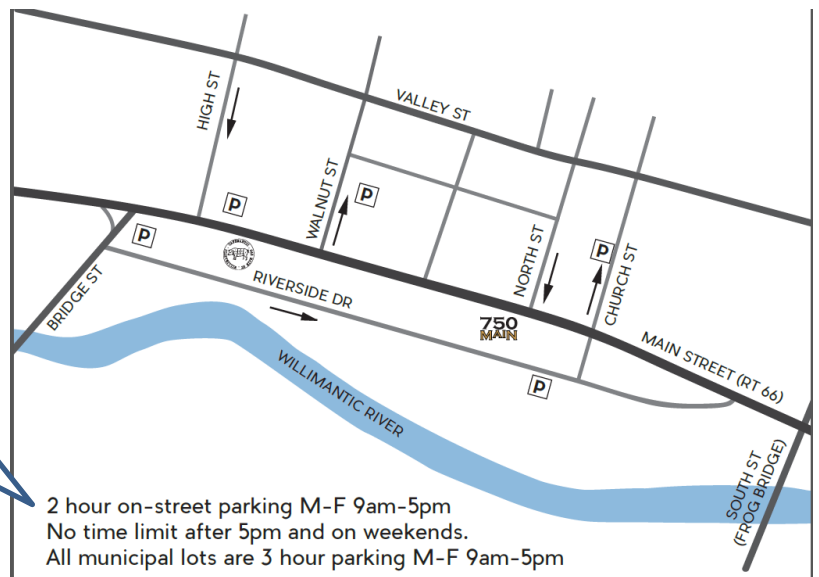 VALLEY ST
HIGH ST
WALNUT ST
P
P
P
P
P
NORTH ST
CHURCH ST
BRIDGE ST
RIVERSIDE DR
750
MAIN
MAIN STREET (RT 66)
WILLIMANTIC RIVER
SOUTH ST
(FROG BRIDGE)
2 hour on-street parking M-F 9am-5pm
No time limit after 5pm and on weekends.
All municipal lots are 3 hour parking M-F 9am-5pm